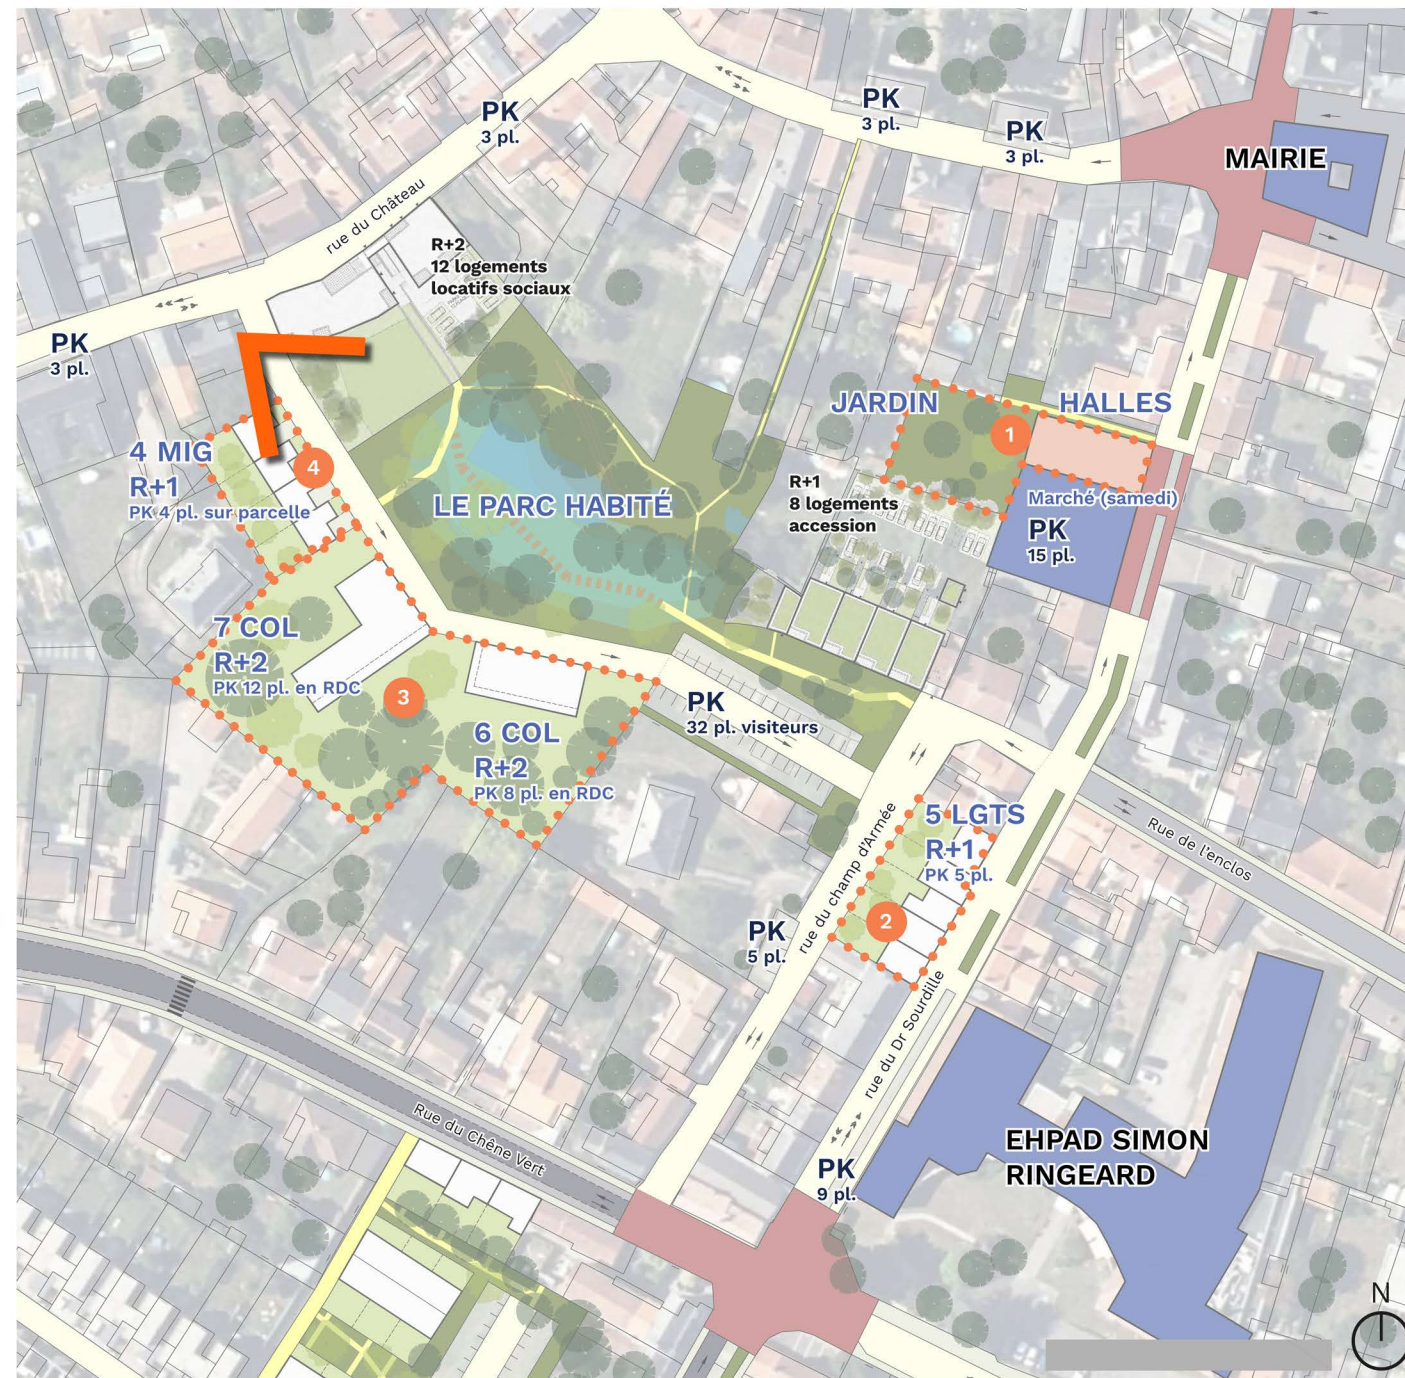 PK
3 pl.
PK
3 pl.
PK
3 pl.
MAIRIE
rue du Château
R+2
12 logements
locatifs sociaux
PK
3 pl.
JARDIN
HALLES
1
4 MIG
R+1
PK 4 pl. sur parcelle
4
LE PARC HABITÉ
R+1
8 logements
accession
Marché (samedi)
PK
15 pl.
7 COL
R+2
PK 12 pl. en RDC
3
6 COL
R+2
PK 8 pl. en RDC
PK
32 pl. visiteurs
5 LGTS
R+1
PK 5 pl.
2
rue du champ d'Armée
Rue de l'enclos
PK
5 pl.
rue du Dr Sourdille
Rue du Chêne Vert
PK
9 pl.
EHPAD SIMON
RINGEARD
N